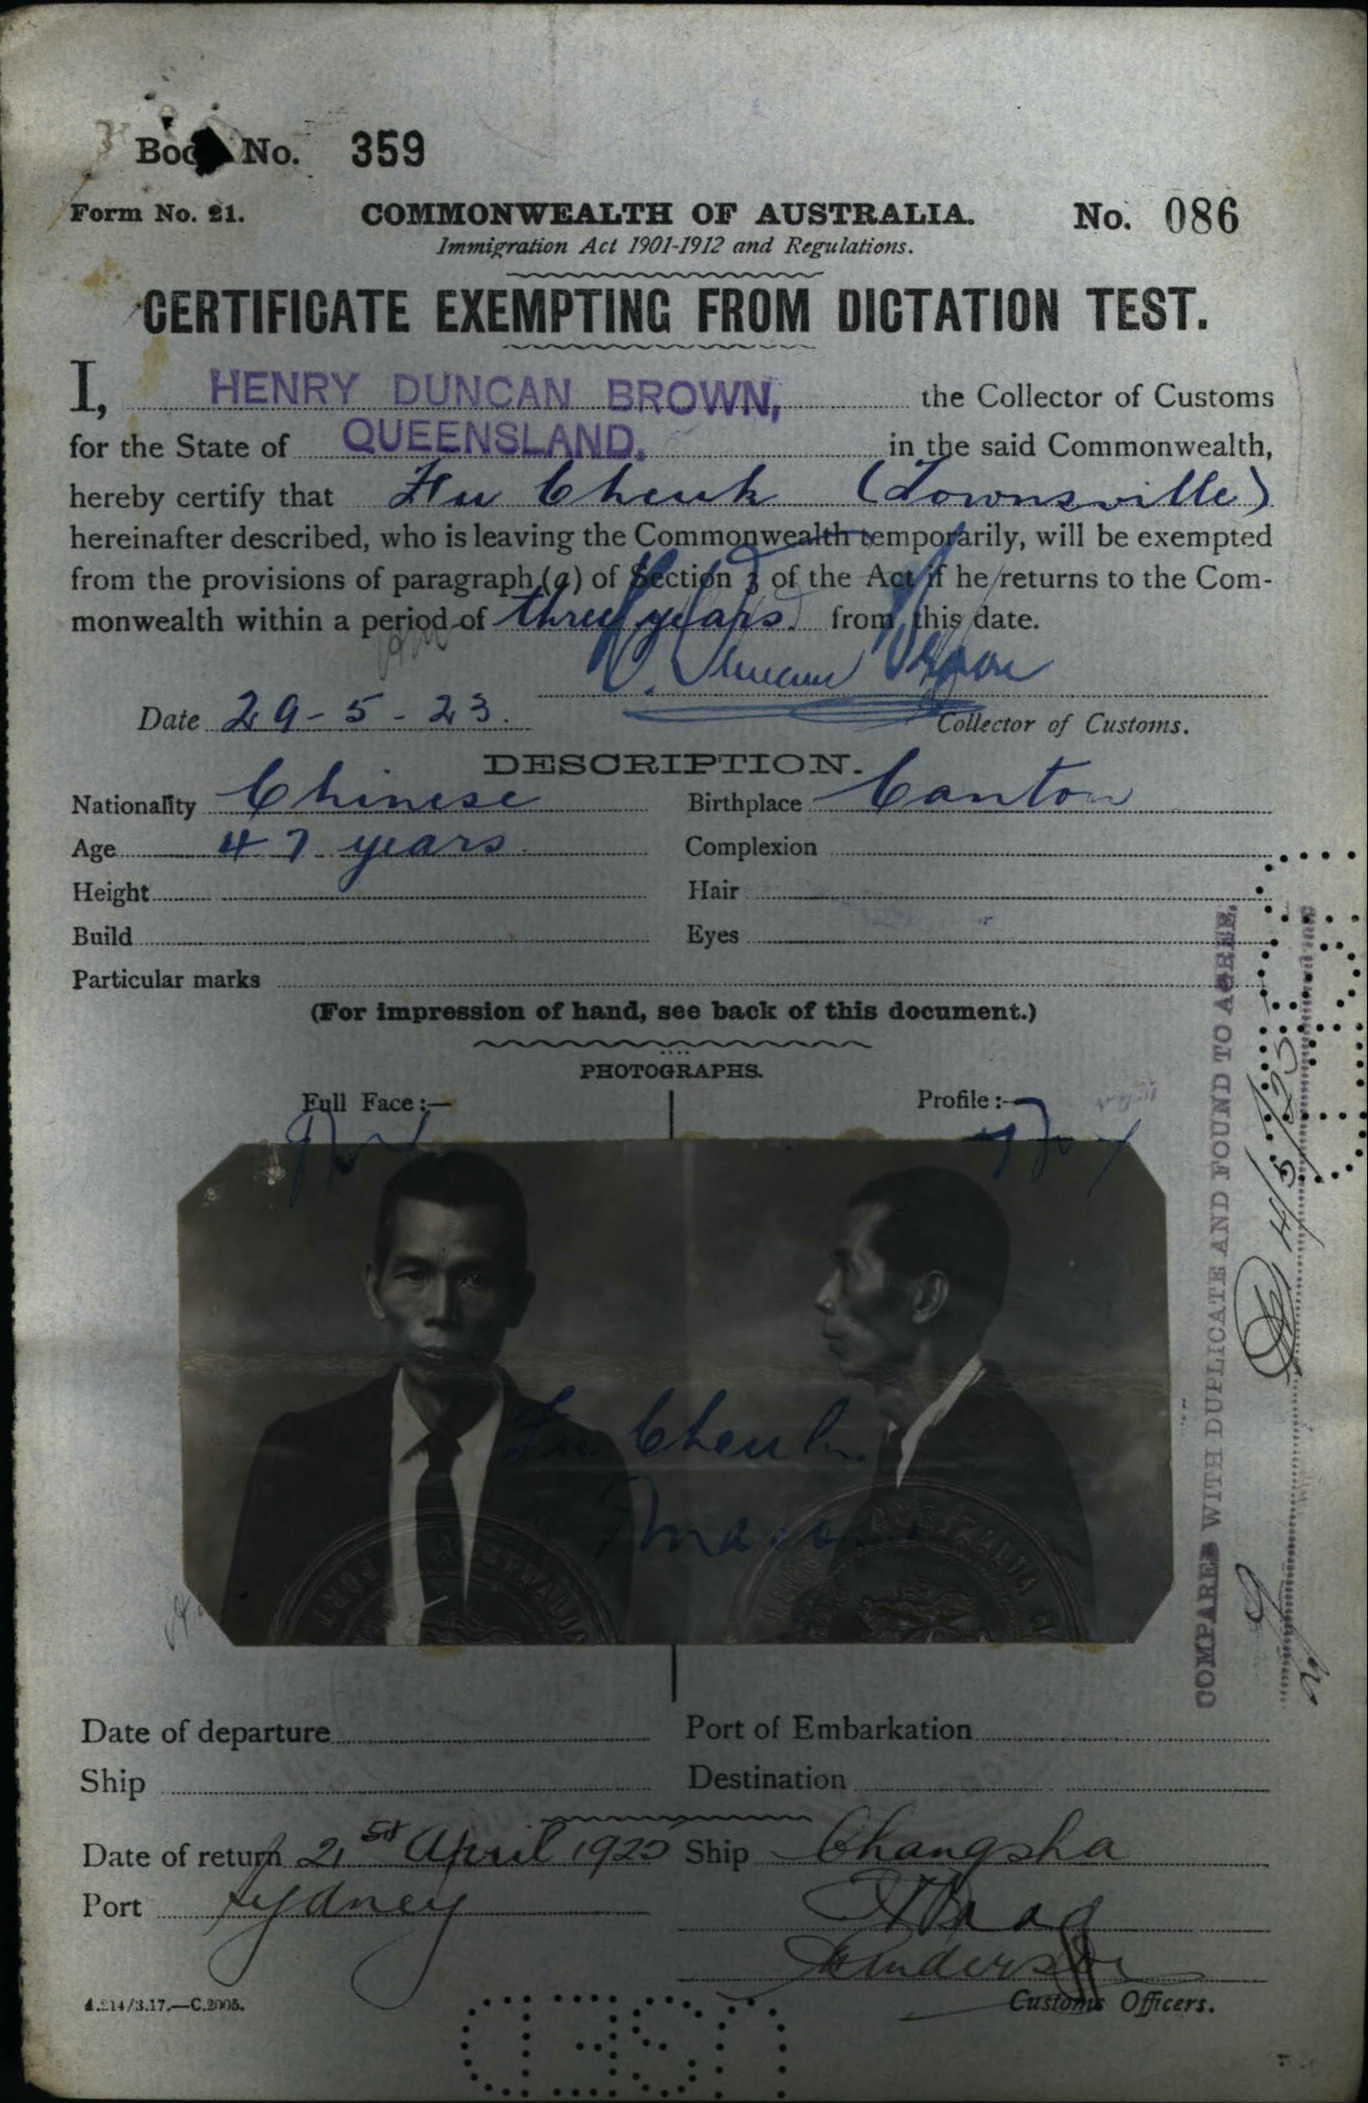 Book No. 359
Form No. 21. COMMONWEALTH OF AUSTRALIA. No. 086
Immigration Act 1901-1912 and Regulations.
CERTIFICATE EXEMPTING FROM DICTATION TEST.
I, HENRY DUNCAN BROWN, the Collector of Customs
for the State of QUEENSLAND. in the said Commonwealth,
hereby certify that Fu Cheuk (Townsville)
hereinafter described, who is leaving the Commonwealth temporarily, will be exempted
from the provisions of paragraph (a) of Section 3 of the Act if he returns to the Com-
monwealth within a period of three years. from this date.
Date 29-5-23. Collector of Customs.
DESCRIPTION.
Nationality Chinese Birthplace Canton
Age 47 years. Complexion
Height Hair
Build Eyes
Particular marks
(For impression of hand, see back of this document.)
PHOTOGRAPHS.
Full Face:— Profile:—
Fu Cheuk
Date of departure Port of Embarkation
Ship Destination
Date of return 21st April 1925 Ship Changsha
Port Sydney
Customs Officers.
A.214/3.17.—C.2005.
COMPARED WITH DUPLICATE AND FOUND TO AGREE.